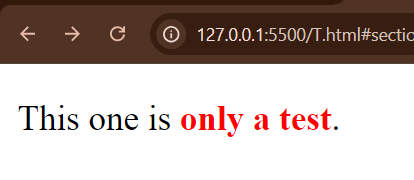 127.0.0.1:5500/T.html#sectio
This one is only a test.